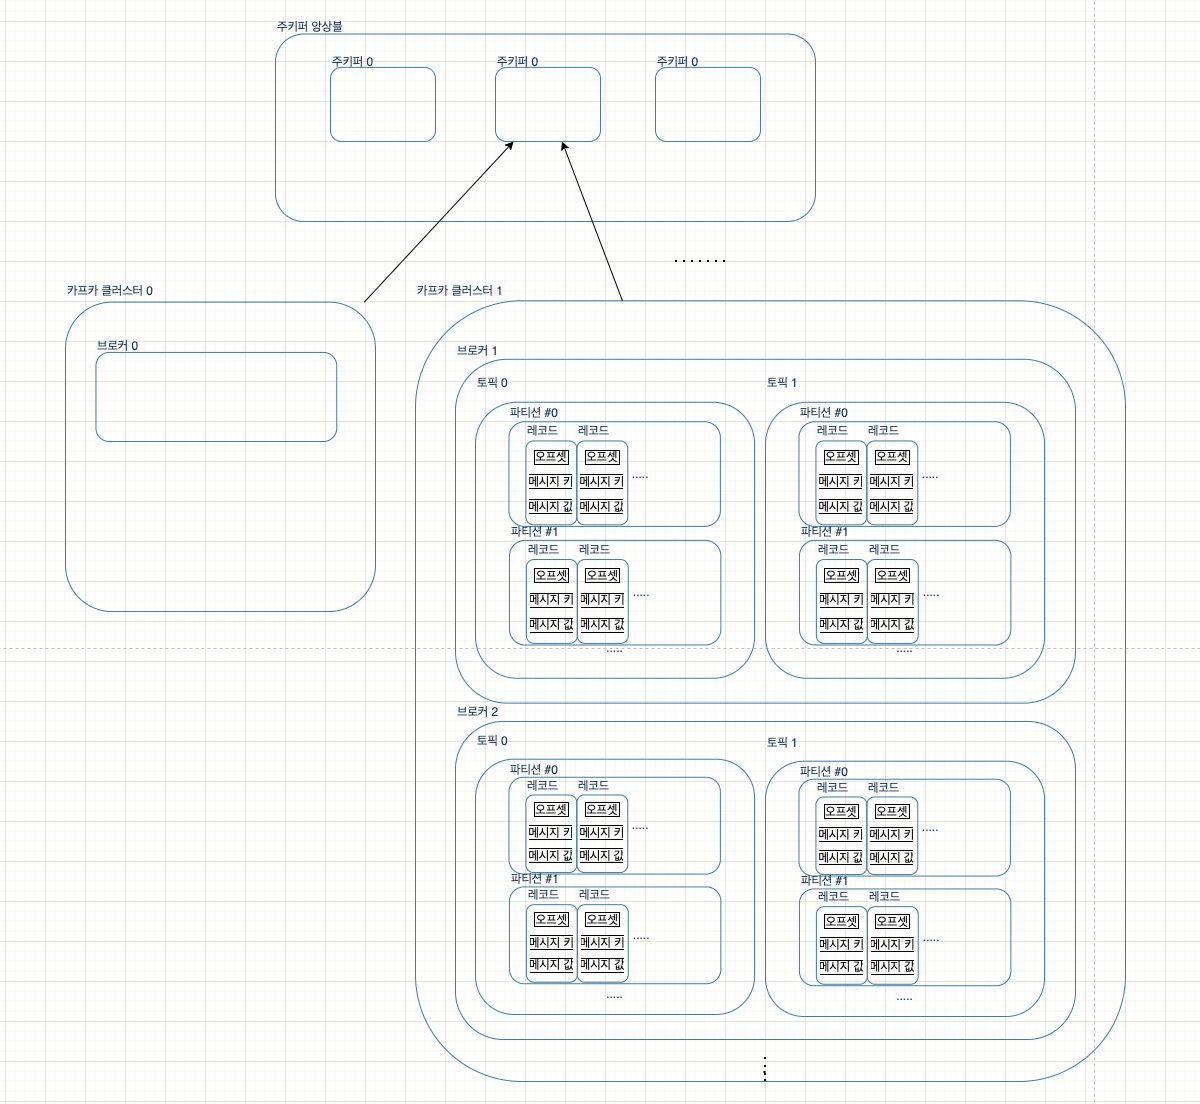 주키퍼 앙상블
주키퍼 0
주키퍼 0
주키퍼 0
.......
카프카 클러스터 0
브로커 0
카프카 클러스터 1
브로커 1
토픽 0
파티션 #0
레코드 레코드
오프셋 오프셋
메시지 키 메시지 키
메시지 값 메시지 값
.....
파티션 #1
레코드 레코드
오프셋 오프셋
메시지 키 메시지 키
메시지 값 메시지 값
.....
.....
토픽 1
파티션 #0
레코드 레코드
오프셋 오프셋
메시지 키 메시지 키
메시지 값 메시지 값
.....
파티션 #1
레코드 레코드
오프셋 오프셋
메시지 키 메시지 키
메시지 값 메시지 값
.....
.....
브로커 2
토픽 0
파티션 #0
레코드 레코드
오프셋 오프셋
메시지 키 메시지 키
메시지 값 메시지 값
.....
파티션 #1
레코드 레코드
오프셋 오프셋
메시지 키 메시지 키
메시지 값 메시지 값
.....
.....
토픽 1
파티션 #0
레코드 레코드
오프셋 오프셋
메시지 키 메시지 키
메시지 값 메시지 값
.....
파티션 #1
레코드 레코드
오프셋 오프셋
메시지 키 메시지 키
메시지 값 메시지 값
.....
.....